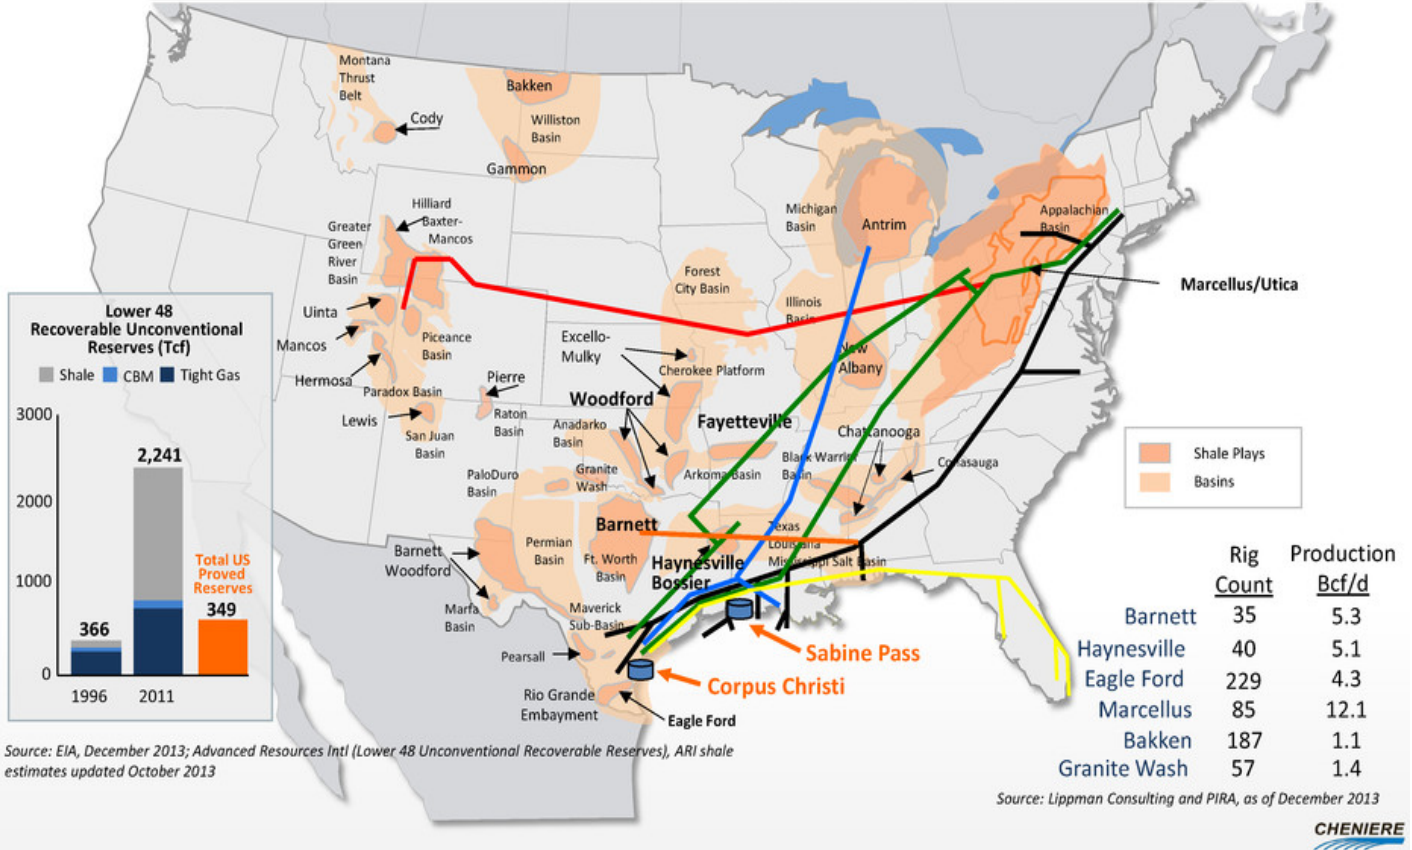 Montana
Thrust
Belt
Cody
Bakken
Williston
Basin
Gammon
Hilliard
Baxter-
Mancos
Greater
Green
River
Basin
Uinta
Mancos
Hermosa
Piceance
Basin
Paradox Basin
Lewis
San Juan
Basin
Pierre
Raton
Basin
Michigan
Basin
Antrim
Appalachian
Basin
Marcellus/Utica
Forest
City Basin
Illinois
Basin
New
Albany
Excello-
Mulky
Cherokee Platform
Woodford
Fayetteville
Anadarko
Basin
Granite
Wash
Arkoma Basin
PaloDuro
Basin
Chattanooga
Black Warrior
Basin
Conasauga
Barnett
Ft. Worth
Basin
Permian
Basin
Barnett
Woodford
Marfa
Basin
Haynesville
Bossier
Texas
Louisiana
Mississippi Salt Basin
Maverick
Sub-Basin
Pearsall
Rio Grande
Embayment
Eagle Ford
Sabine Pass
Corpus Christi
Lower 48
Recoverable Unconventional
Reserves (Tcf)
Shale CBM Tight Gas
3000
2000
1000
0
366
2,241
Total US
Proved
Reserves
349
1996 2011
Shale Plays
Basins
Rig Production
Count Bcf/d
Barnett 35 5.3
Haynesville 40 5.1
Eagle Ford 229 4.3
Marcellus 85 12.1
Bakken 187 1.1
Granite Wash 57 1.4
Source: EIA, December 2013; Advanced Resources Intl (Lower 48 Unconventional Recoverable Reserves), ARI shale
estimates updated October 2013
Source: Lippman Consulting and PIRA, as of December 2013
CHENIERE